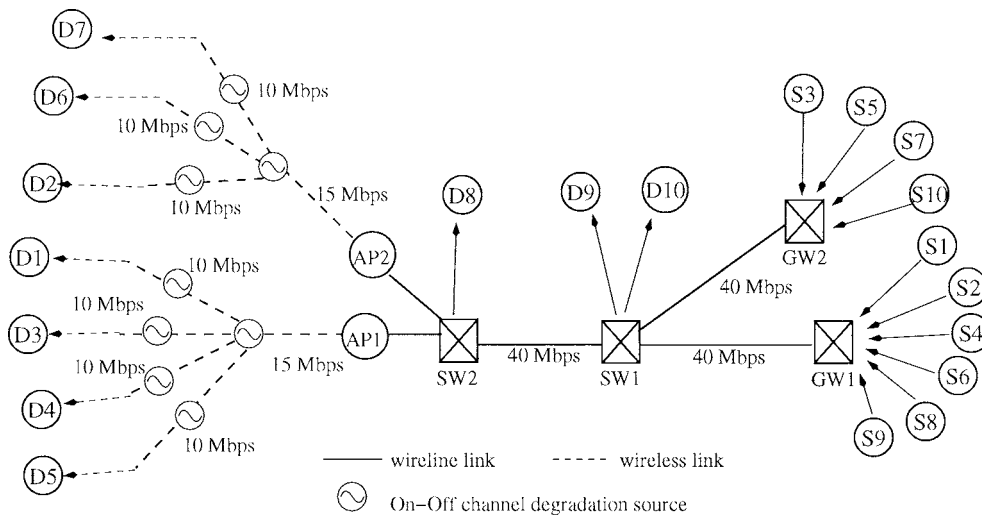 D7
10 Mbps
D6
10 Mbps
D2
10 Mbps
15 Mbps
AP2
D1
10 Mbps
D3
10 Mbps
D4
10 Mbps
D5
10 Mbps
15 Mbps
AP1
D8
SW2
40 Mbps
D9
D10
SW1
40 Mbps
40 Mbps
S3
S5
S7
S10
GW2
S1
S2
S4
S6
S8
S9
GW1
wireline link
wireless link
On-Off channel degradation source